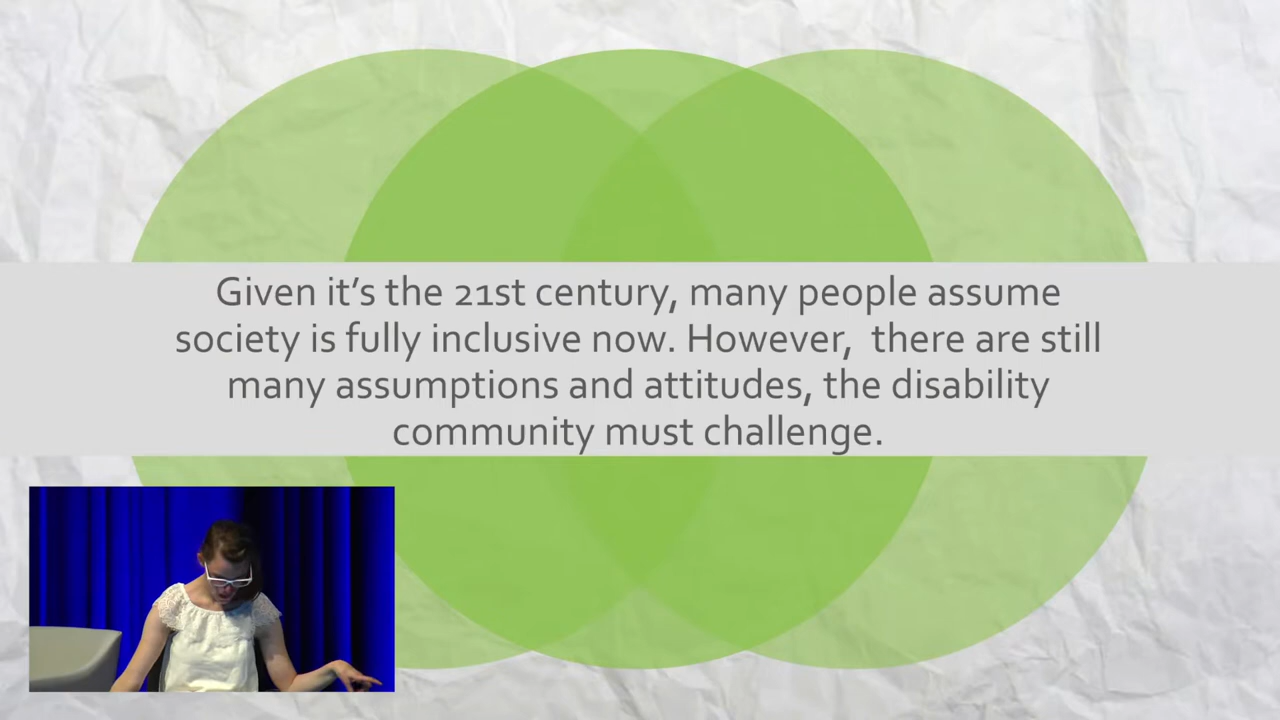 Given it’s the 21st century, many people assume
society is fully inclusive now. However,  there are still
many assumptions and attitudes, the disability
community must challenge.